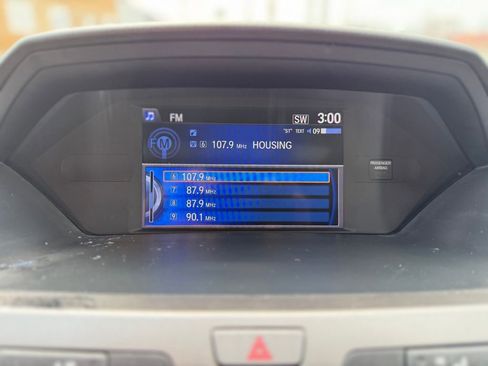 FM SW 3:00
"ST" TEXT 09
FM 6 107.9 MHz HOUSING
6 107.9 MHz
7 87.9 MHz
8 87.9 MHz
9 90.1 MHz
PASSENGER
AIRBAG